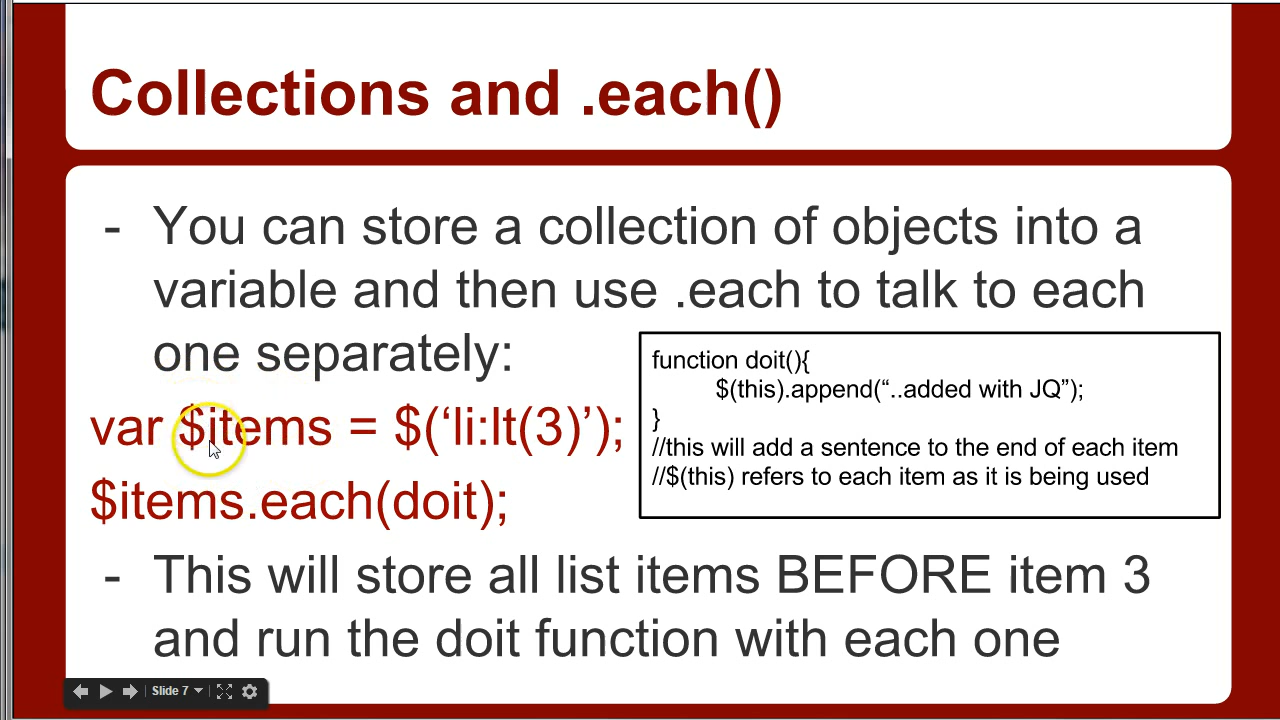 Collections and .each()
- You can store a collection of objects into a
variable and then use .each to talk to each
one separately:
var $items = $(‘li:lt(3)’);
$items.each(doit);
function doit(){
$(this).append(“..added with JQ”);
}
//this will add a sentence to the end of each item
//$(this) refers to each item as it is being used
- This will store all list items BEFORE item 3
and run the doit function with each one
Slide 7